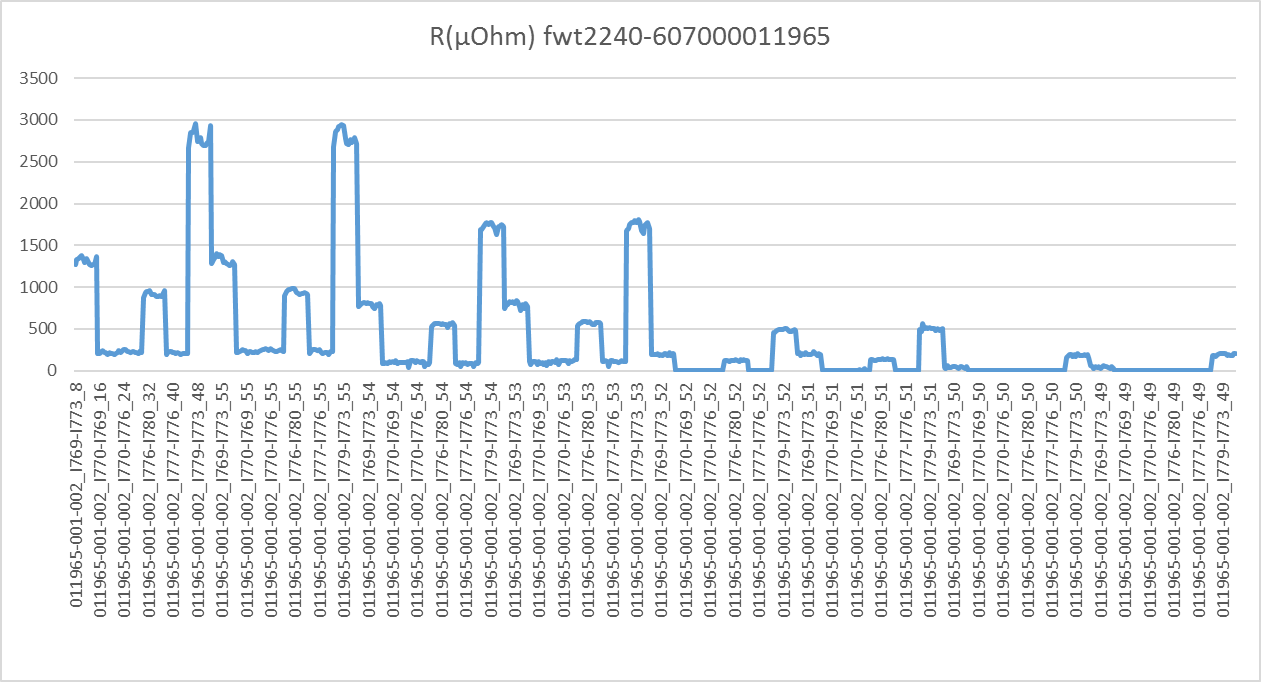 R(µOhm) fwt2240-607000011965
3500
3000
2500
2000
1500
1000
500
0
011965-001-002_ I769-I773_8
011965-001-002_I770-I769_16
011965-001-002_I770-I776_24
011965-001-002_I776-I780_32
011965-001-002_I777-I776_40
011965-001-002_I779-I773_48
011965-001-002_I769-I773_55
011965-001-002_I770-I769_55
011965-001-002_I770-I776_55
011965-001-002_I776-I780_55
011965-001-002_I777-I776_55
011965-001-002_I779-I773_55
011965-001-002_I769-I773_54
011965-001-002_I770-I769_54
011965-001-002_I770-I776_54
011965-001-002_I776-I780_54
011965-001-002_I777-I776_54
011965-001-002_I779-I773_54
011965-001-002_I769-I773_53
011965-001-002_I770-I769_53
011965-001-002_I770-I776_53
011965-001-002_I776-I780_53
011965-001-002_I777-I776_53
011965-001-002_I779-I773_53
011965-001-002_I769-I773_52
011965-001-002_I770-I769_52
011965-001-002_I770-I776_52
011965-001-002_I776-I780_52
011965-001-002_I777-I776_52
011965-001-002_I779-I773_52
011965-001-002_I769-I773_51
011965-001-002_I770-I769_51
011965-001-002_I770-I776_51
011965-001-002_I776-I780_51
011965-001-002_I777-I776_51
011965-001-002_I779-I773_51
011965-001-002_I769-I773_50
011965-001-002_I770-I769_50
011965-001-002_I770-I776_50
011965-001-002_I776-I780_50
011965-001-002_I777-I776_50
011965-001-002_I779-I773_50
011965-001-002_I769-I773_49
011965-001-002_I770-I769_49
011965-001-002_I770-I776_49
011965-001-002_I776-I780_49
011965-001-002_I777-I776_49
011965-001-002_I779-I773_49